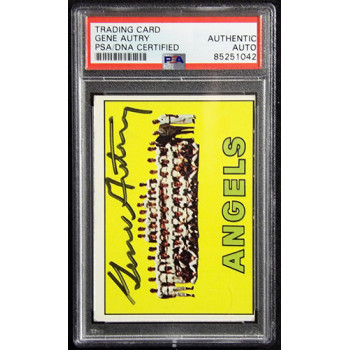 TRADING CARD
GENE AUTRY
PSA/DNA CERTIFIED
AUTHENTIC
AUTO
85251042
PSA
Gene Autry
ANGELS